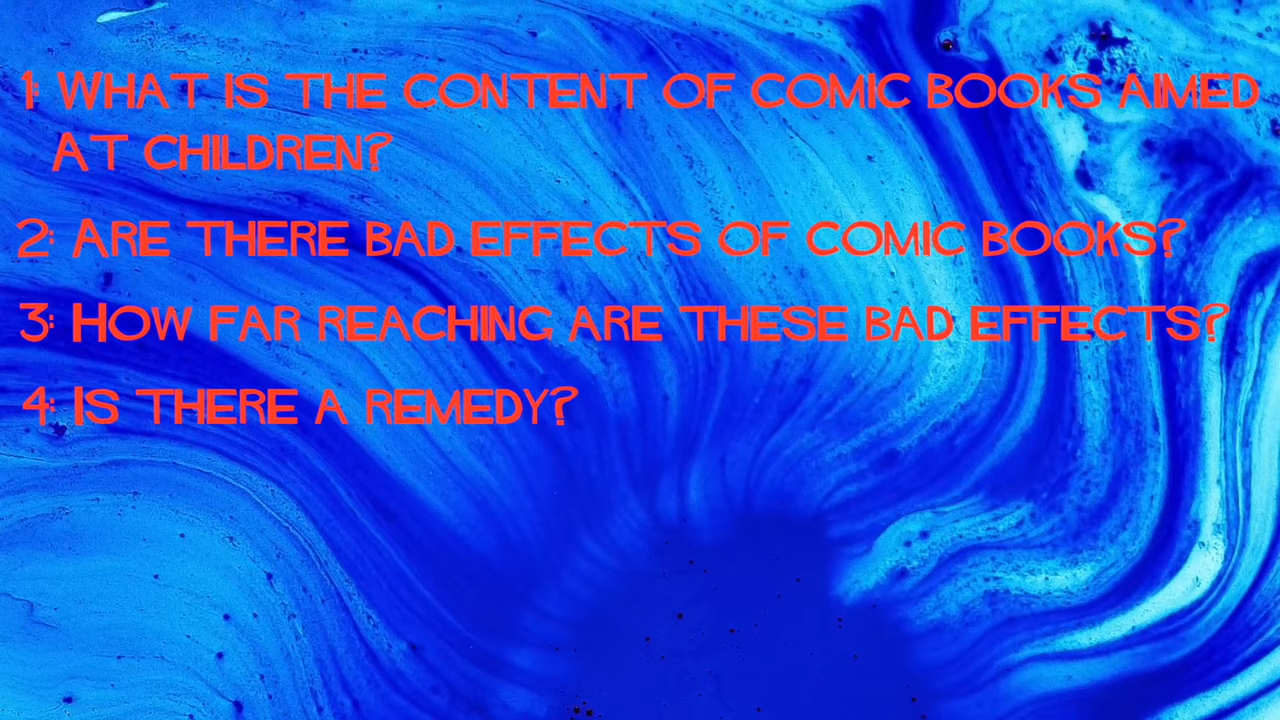 1: What is the content of comic books aimed
at children?
2: Are there bad effects of comic books?
3: How far reaching are these bad effects?
4: Is there a remedy?